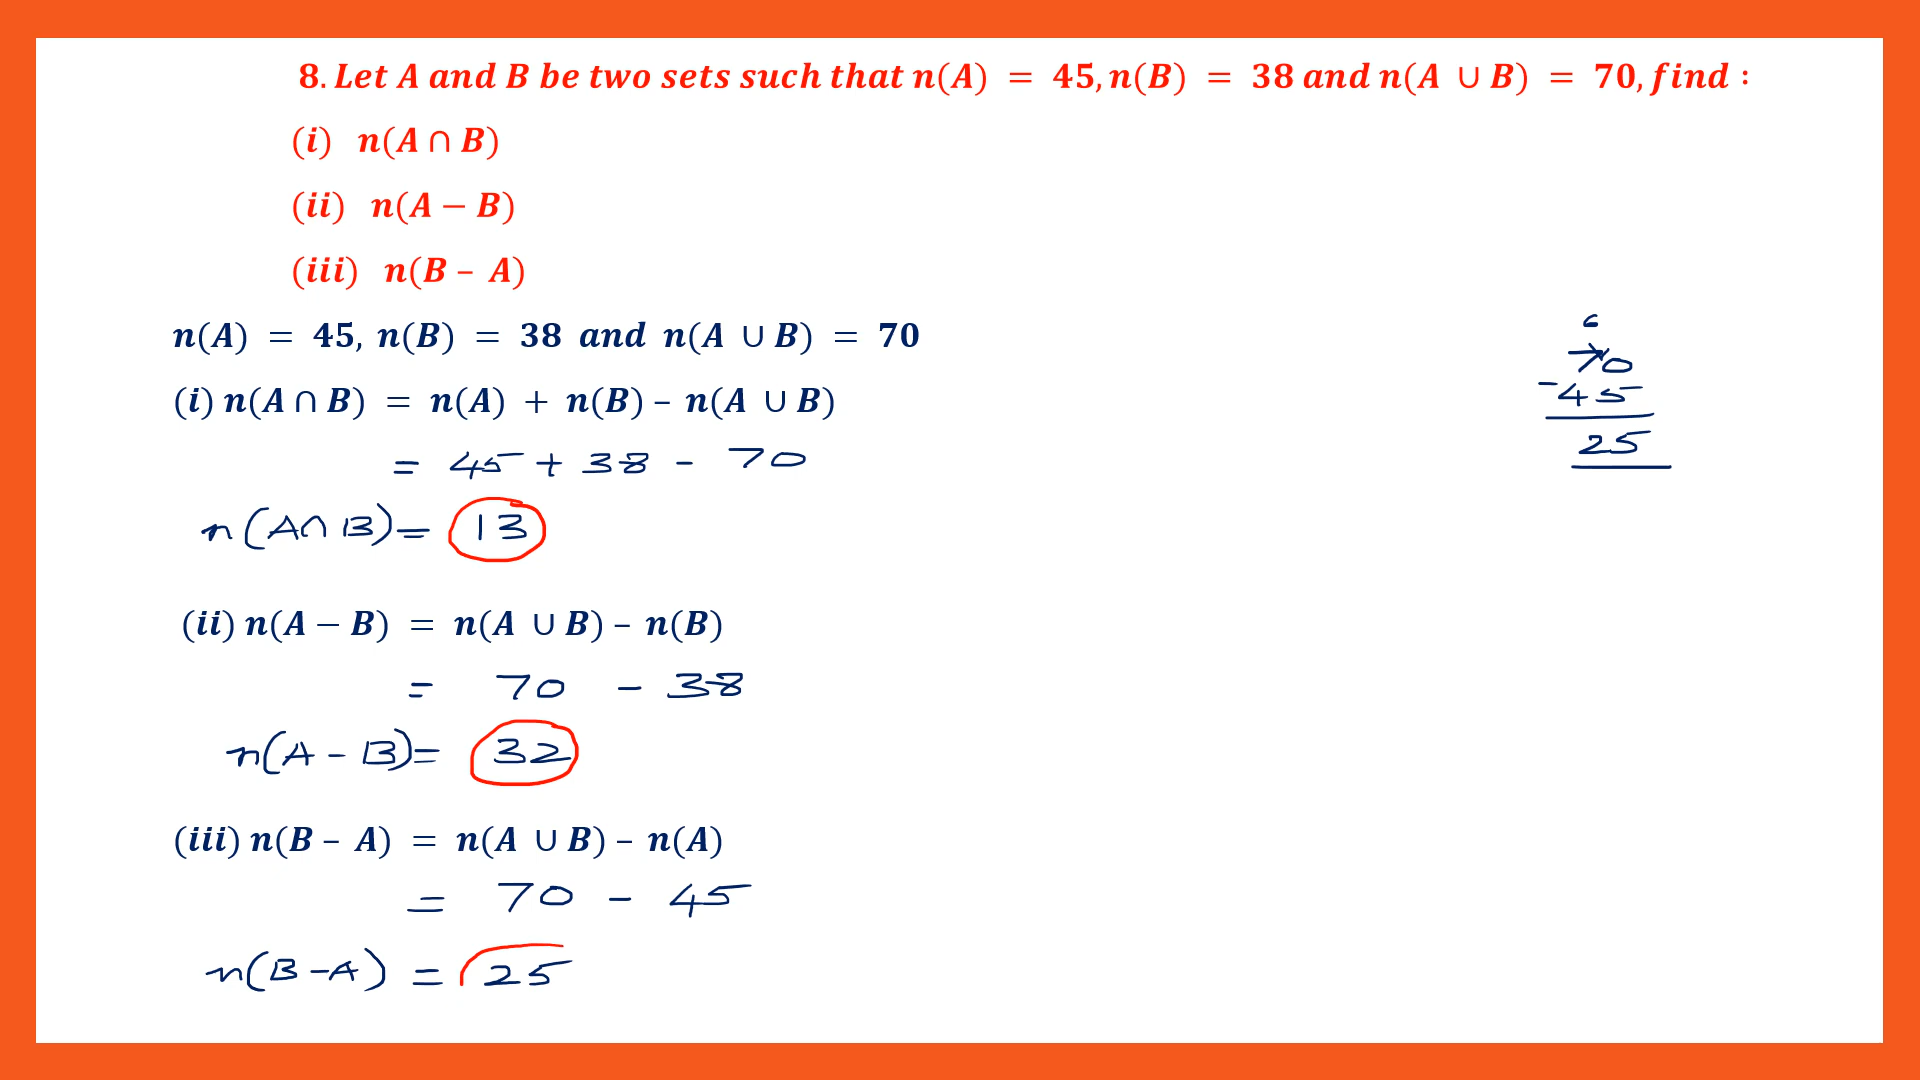 8. Let A and B be two sets such that n(A) = 45, n(B) = 38 and n(A ∪ B) = 70, find :
(i) n(A ∩ B)
(ii) n(A − B)
(iii) n(B – A)
n(A) = 45, n(B) = 38 and n(A ∪ B) = 70
(i) n(A ∩ B) = n(A) + n(B) – n(A ∪ B)
= 45 + 38 - 70
n(A∩B) = 13
(ii) n(A − B) = n(A ∪ B) – n(B)
= 70 - 38
n(A - B) = 32
(iii) n(B – A) = n(A ∪ B) – n(A)
= 70 - 45
n(B-A) = 25
6
70
-45
25